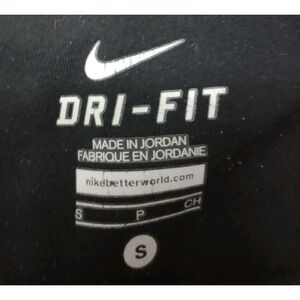 DRI-FIT
MADE IN JORDAN
FABRIQUE EN JORDANIE
nikebetterworld.com
S P CH
S